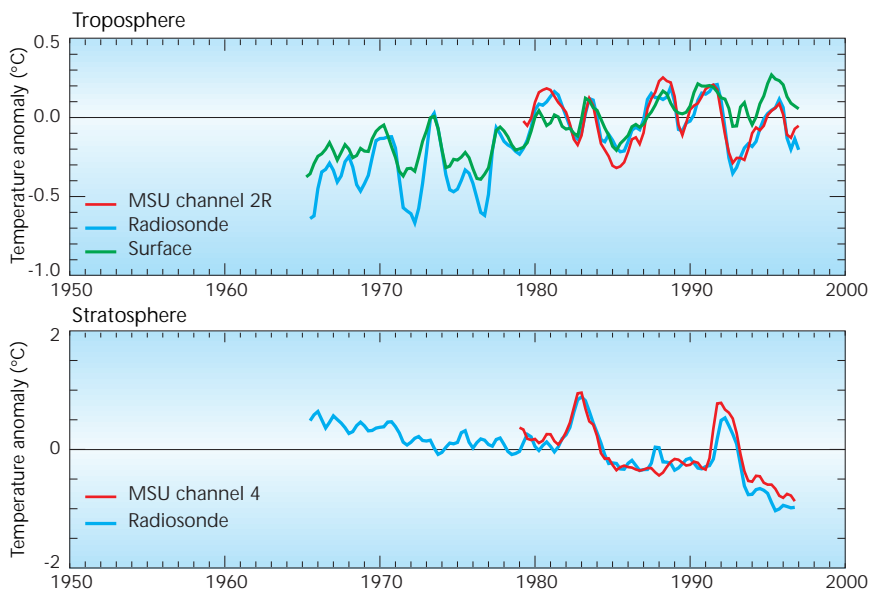 Troposphere
Temperature anomaly (°C)
0.5
0.0
-0.5
-1.0
MSU channel 2R
Radiosonde
Surface
1950 1960 1970 1980 1990 2000
Stratosphere
Temperature anomaly (°C)
2
0
-2
MSU channel 4
Radiosonde
1950 1960 1970 1980 1990 2000